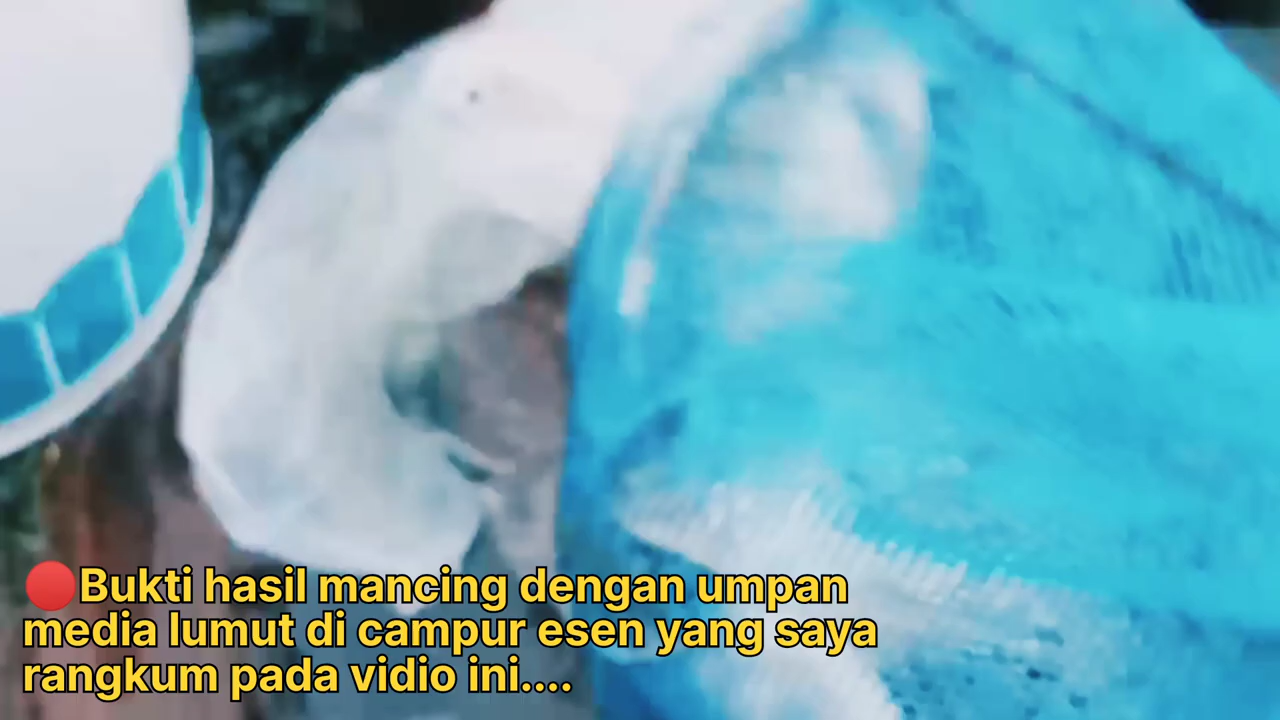 🔴Bukti hasil mancing dengan umpan
media lumut di campur esen yang saya
rangkum pada vidio ini....